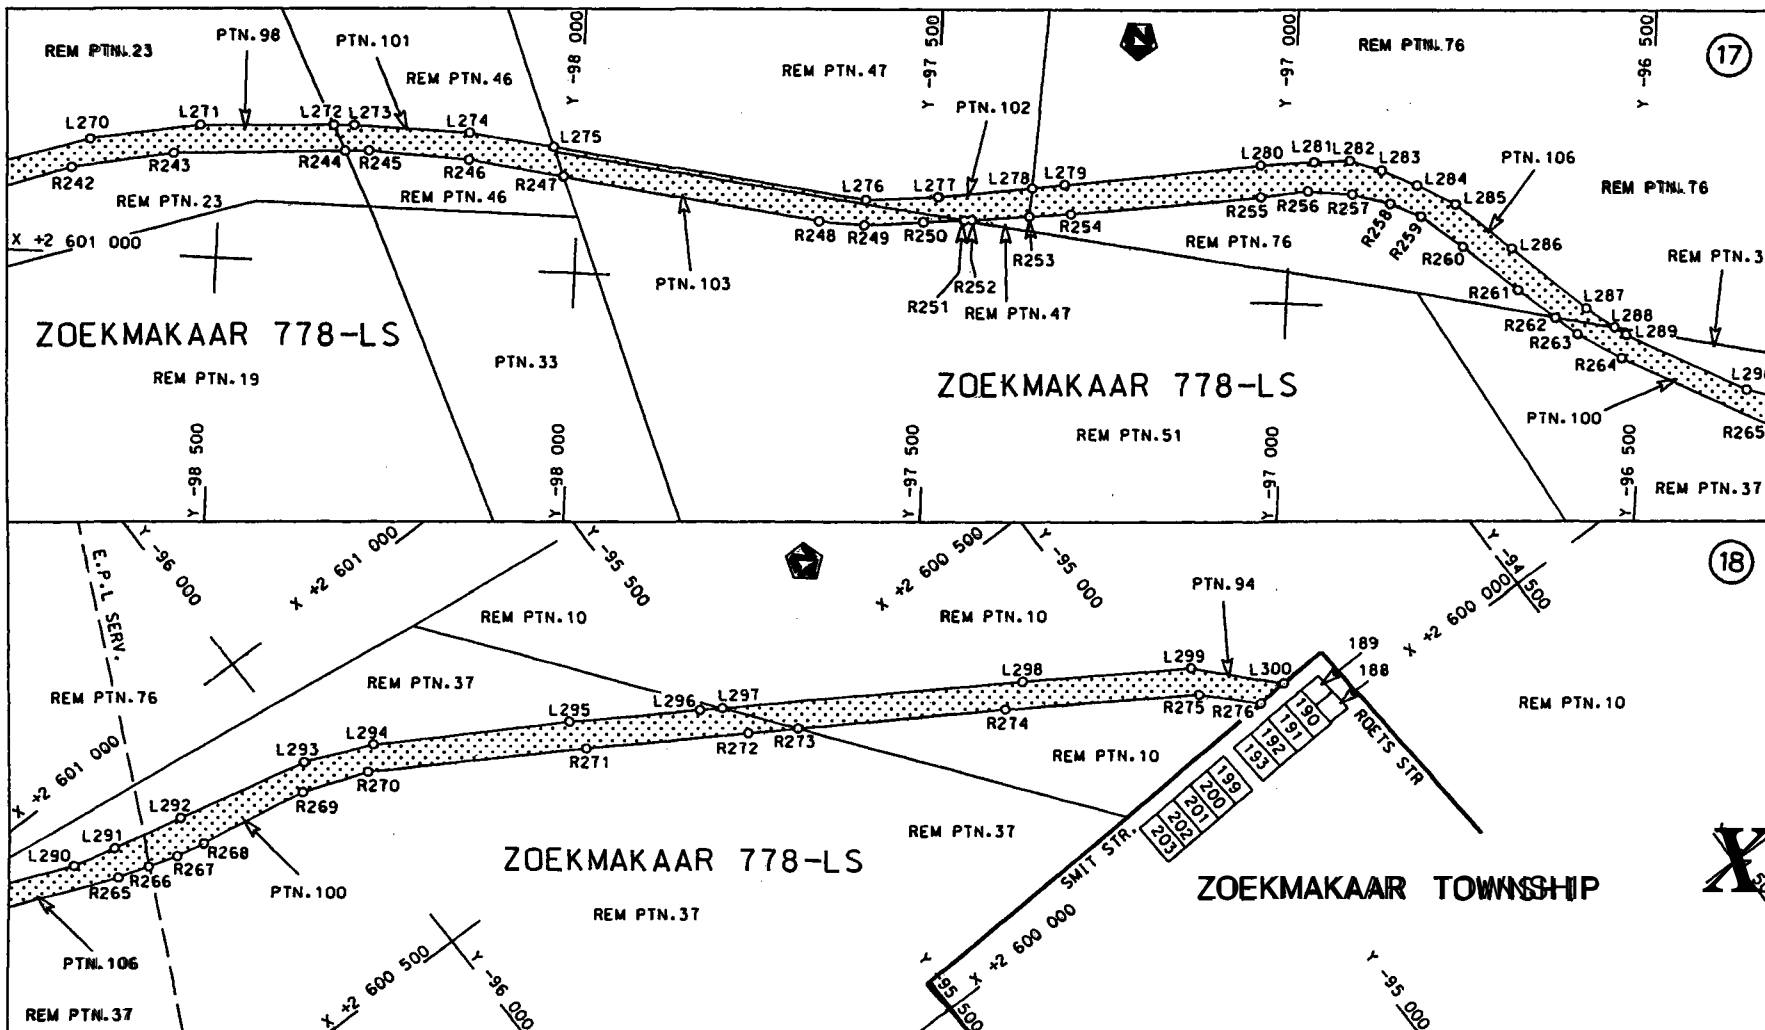 REM PTN.23
PTN.98
PTN.101
REM PTN.46
Y -98 000
REM PTN.47
Y -97 500
N
Y -97 000
REM PTN.76
Y -96 500
17
L270
L271
L272
L273
L274
L275
PTN.102
L276
L277
L278
L279
L280
L281
L282
L283
L284
L285
PTN.106
REM PTN.76
L286
L287
L288
L289
REM PTN.3
R242
R243
R244
R245
R246
R247
REM PTN.23
REM PTN.46
R248
R249
R250
R251
R252
R253
R254
R255
R256
R257
R258
R259
R260
R261
R262
R263
R264
R265
REM PTN.76
X +2 601 000
PTN.103
REM PTN.47
ZOEKMAKAAR 778-LS
REM PTN.19
PTN.33
ZOEKMAKAAR 778-LS
REM PTN.51
PTN.100
REM PTN.37
Y -98 500
Y -98 000
Y -97 500
Y -97 000
Y -96 500
E.P.L SERV.
Y -96 000
X +2 601 000
Y -95 500
N
X +2 600 500
Y -95 000
Y -94 500
X +2 600 000
18
REM PTN.10
REM PTN.10
PTN.94
REM PTN.76
REM PTN.37
L290
L291
L292
L293
L294
L295
L296
L297
L298
L299
L300
189
188
REM PTN.10
R265
R266
R267
R268
R269
R270
R271
R272
R273
R274
R275
R276
190
191
192
193
199
200
201
202
203
ROETS STR
SMIT STR.
REM PTN.10
X +2 601 000
PTN.100
PTN.106
REM PTN.37
ZOEKMAKAAR 778-LS
REM PTN.37
REM PTN.37
ZOEKMAKAAR TOWNSHIP
X +2 600 500
Y -96 000
Y -95 500
X +2 600 000
Y -95 000
X